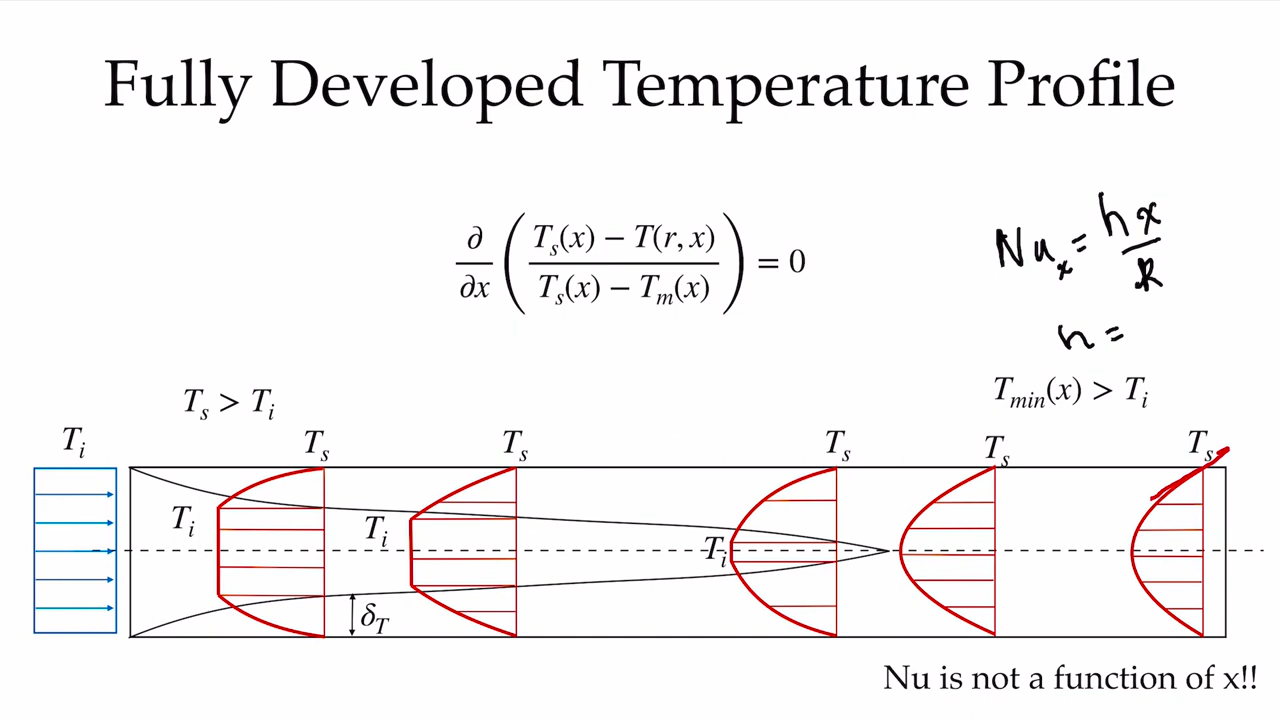 Fully Developed Temperature Profile
∂/∂x ( (T_s(x) − T(r, x)) / (T_s(x) − T_m(x)) ) = 0
Nu_x = hx/k
h =
T_s > T_i
T_min(x) > T_i
T_i
T_s
T_s
T_s
T_s
T_s
T_i
T_i
T_i
δ_T
Nu is not a function of x!!